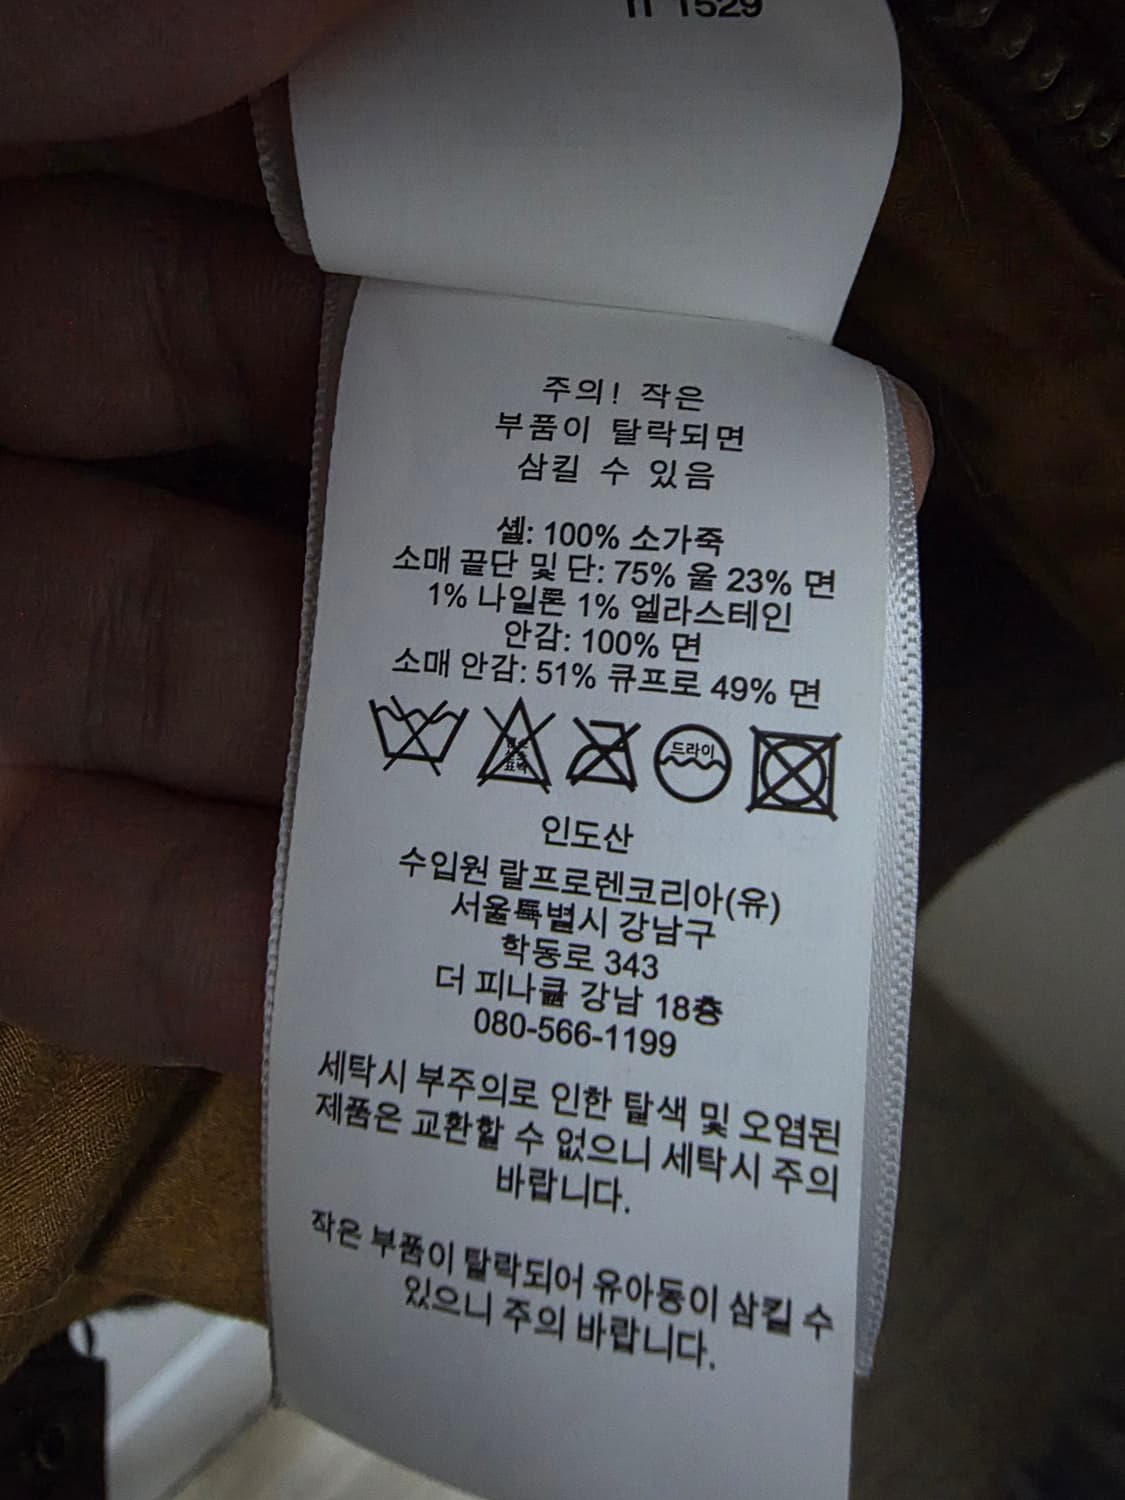 1529
주의! 작은
부품이 탈락되면
삼킬 수 있음
셸: 100% 소가죽
소매 끝단 및 단: 75% 울 23% 면
1% 나일론 1% 엘라스테인
안감: 100% 면
소매 안감: 51% 큐프로 49% 면
드라이
인도산
수입원 랄프로렌코리아(유)
서울특별시 강남구
학동로 343
더 피나클 강남 18층
080-566-1199
세탁시 부주의로 인한 탈색 및 오염된
제품은 교환할 수 없으니 세탁시 주의
바랍니다.
작은 부품이 탈락되어 유아동이 삼킬 수
있으니 주의 바랍니다.